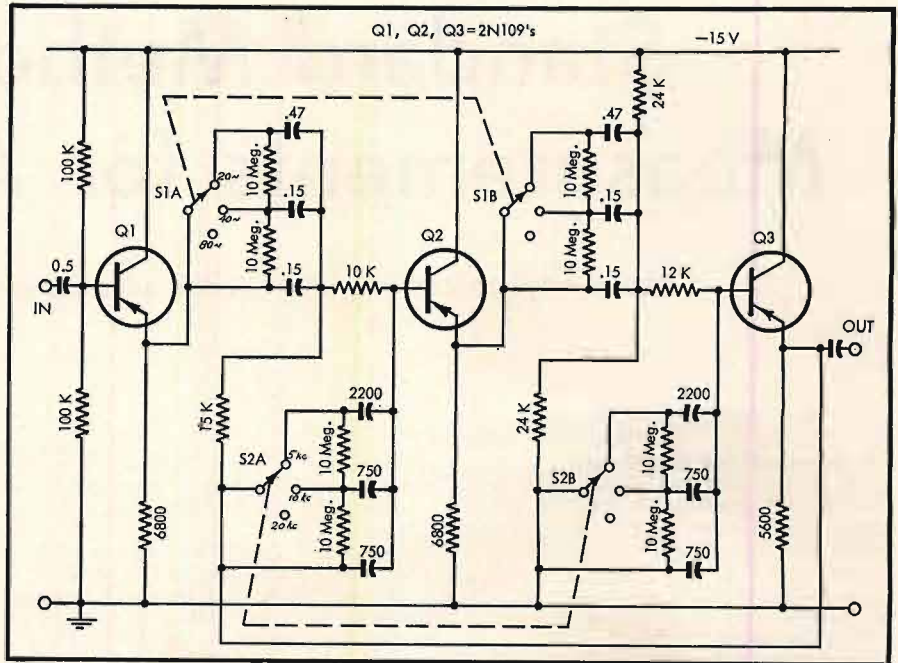 Q1, Q2, Q3=2N109's
—15 V
24 K
100 K
.47
.47
20~
10 Meg.
S1A
40~
.15
80~
10 Meg.
.15
10 K
Q1
0.5
IN
100 K
6800
Q2
S1B
10 Meg.
.15
10 Meg.
.15
12 K
Q3
OUT
15 K
2200
S2A
5 kc
10 Meg.
10 kc
750
20 kc
10 Meg.
750
6800
24 K
2200
S2B
10 Meg.
750
10 Meg.
750
5600